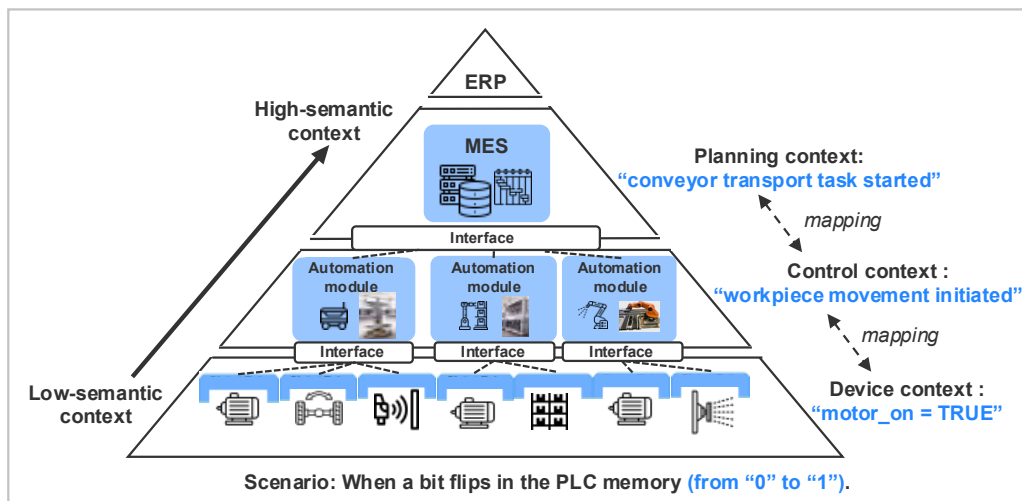 ERP
High-semantic
context
MES
Planning context:
“conveyor transport task started”
mapping
Interface
Automation
module
Automation
module
Automation
module
Control context :
“workpiece movement initiated”
mapping
Interface
Interface
Interface
Low-semantic
context
Device context :
“motor_on = TRUE”
Scenario: When a bit flips in the PLC memory (from “0” to “1”).